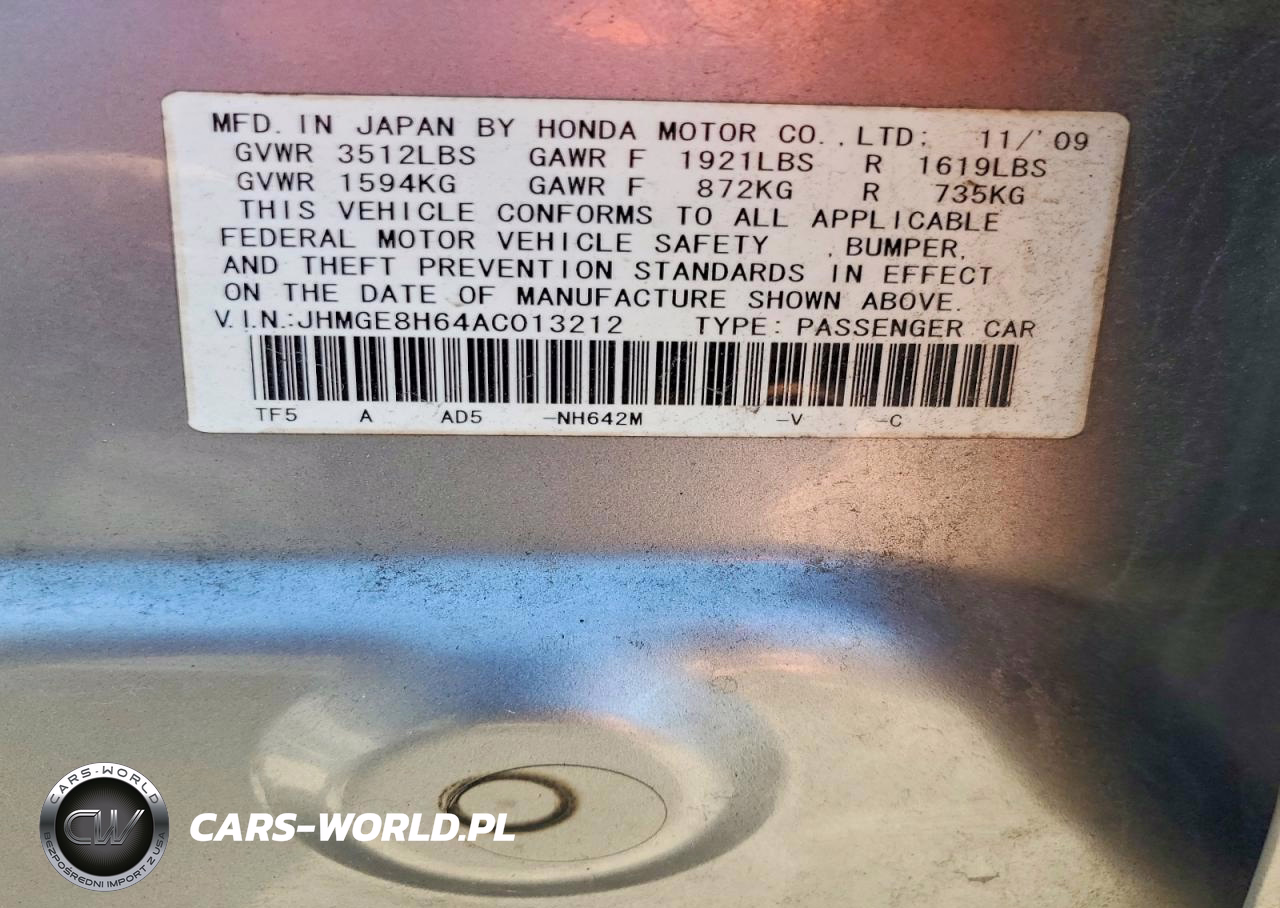 MFD. IN JAPAN BY HONDA MOTOR CO.,LTD: 11/'09
GVWR 3512LBS GAWR F 1921LBS R 1619LBS
GVWR 1594KG GAWR F 872KG R 735KG
THIS VEHICLE CONFORMS TO ALL APPLICABLE
FEDERAL MOTOR VEHICLE SAFETY ,BUMPER,
AND THEFT PREVENTION STANDARDS IN EFFECT
ON THE DATE OF MANUFACTURE SHOWN ABOVE.
V.I.N.:JHMGE8H64AC013212 TYPE: PASSENGER CAR
TF5 A AD5 -NH642M -V -C
CARS-WORLD
CW
BEZPOŚREDNI IMPORT Z USA
CARS-WORLD.PL